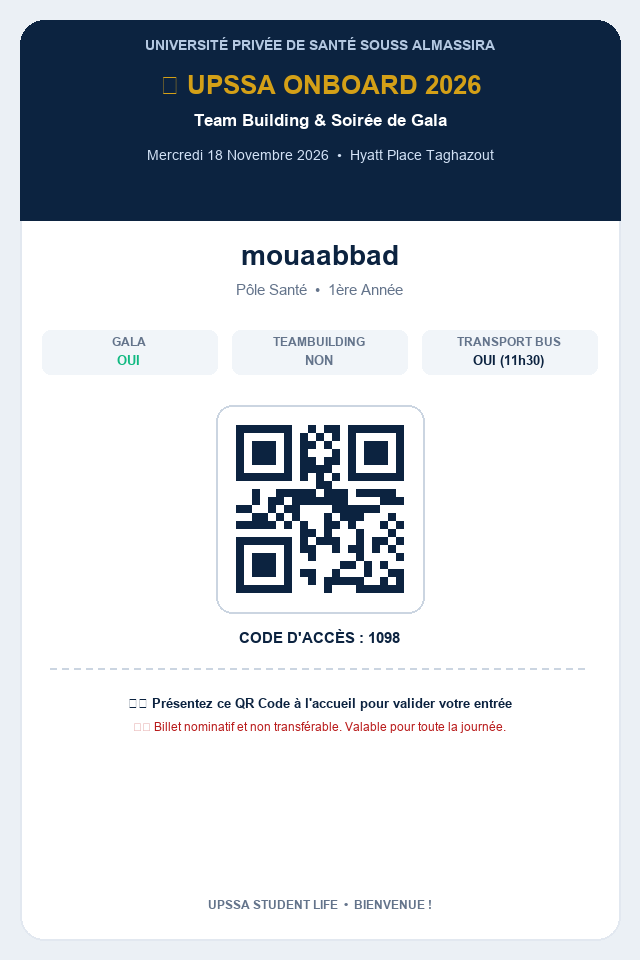 UNIVERSITÉ PRIVÉE DE SANTÉ SOUSS ALMASSIRA
UPSSA ONBOARD 2026
Team Building & Soirée de Gala
Mercredi 18 Novembre 2026 • Hyatt Place Taghazout
mouaabbad
Pôle Santé • 1ère Année
GALA TEAMBUILDING TRANSPORT BUS
OUI NON OUI (11h30)
CODE D'ACCÈS : 1098
Présentez ce QR Code à l'accueil pour valider votre entrée
Billet nominatif et non transférable. Valable pour toute la journée.
UPSSA STUDENT LIFE • BIENVENUE !